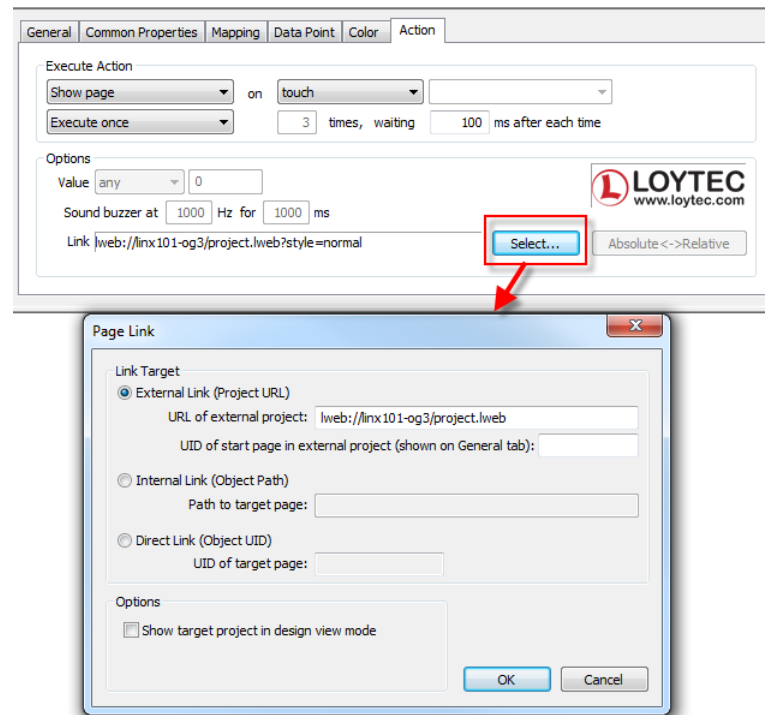 General Common Properties Mapping Data Point Color Action
Execute Action
Show page on touch
Execute once 3 times, waiting 100 ms after each time
Options
Value any 0
LOYTEC
www.loytec.com
Sound buzzer at 1000 Hz for 1000 ms
Link lweb://linx101-og3/project.lweb?style=normal Select... Absolute<->Relative
Page Link
Link Target
External Link (Project URL)
URL of external project: lweb://linx101-og3/project.lweb
UID of start page in external project (shown on General tab):
Internal Link (Object Path)
Path to target page:
Direct Link (Object UID)
UID of target page:
Options
Show target project in design view mode
OK Cancel